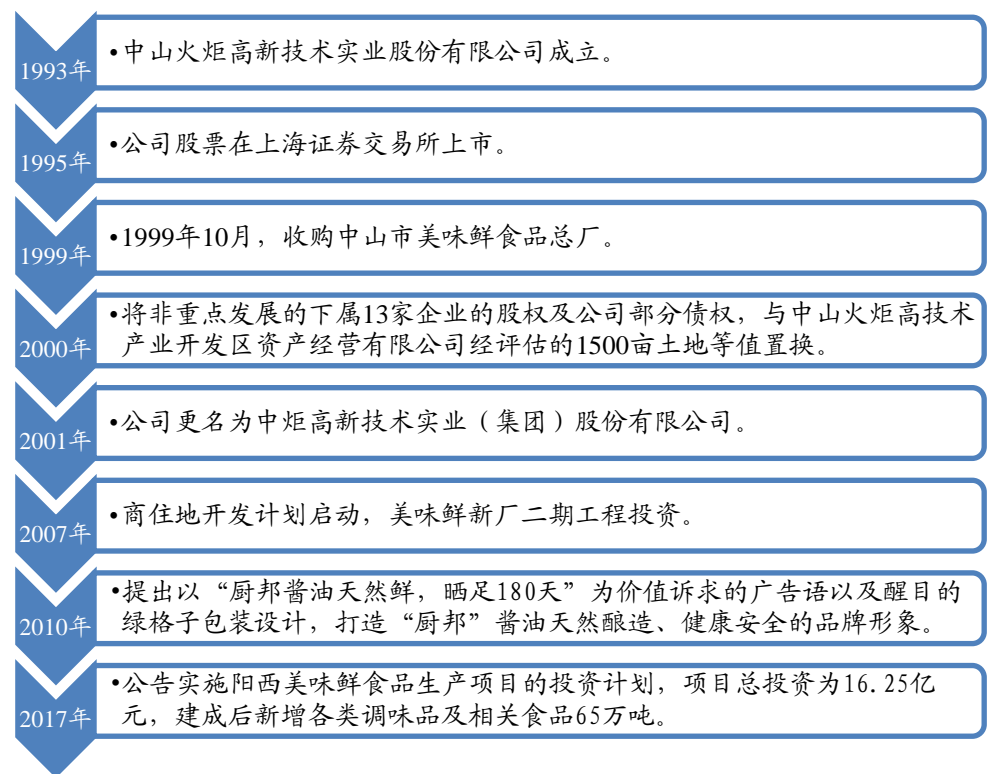 1993年
•中山火炬高新技术实业股份有限公司成立。
1995年
•公司股票在上海证券交易所上市。
1999年
•1999年10月，收购中山市美味鲜食品总厂。
2000年
•将非重点发展的下属13家企业的股权及公司部分债权，与中山火炬高技术
产业开发区资产经营有限公司经评估的1500亩土地等值置换。
2001年
•公司更名为中炬高新技术实业（集团）股份有限公司。
2007年
•商住地开发计划启动，美味鲜新厂二期工程投资。
2010年
•提出以“厨邦酱油天然鲜，晒足180天”为价值诉求的广告语以及醒目的
绿格子包装设计，打造“厨邦”酱油天然酿造、健康安全的品牌形象。
2017年
•公告实施阳西美味鲜食品生产项目的投资计划，项目总投资为16.25亿
元，建成后新增各类调味品及相关食品65万吨。